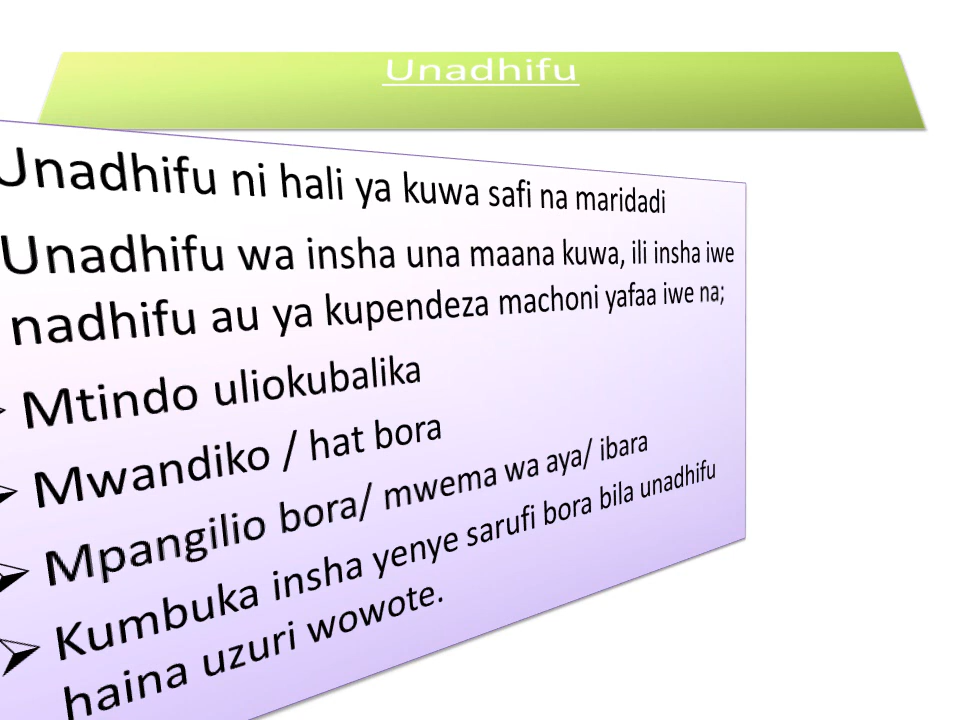 Unadhifu
Unadhifu ni hali ya kuwa safi na maridadi
Unadhifu wa insha una maana kuwa, ili insha iwe
nadhifu au ya kupendeza machoni yafaa iwe na;
Mtindo uliokubalika
Mwandiko / hat bora
Mpangilio bora/ mwema wa aya/ ibara
Kumbuka insha yenye sarufi bora bila unadhifu
haina uzuri wowote.